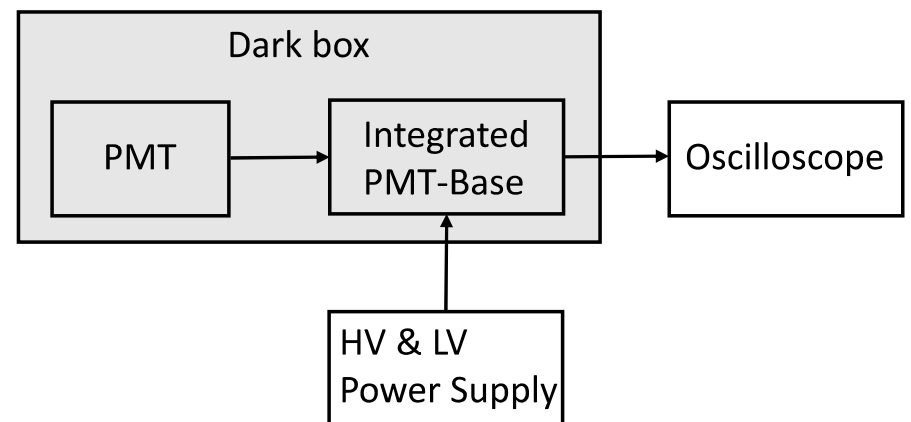 Dark box
PMT
Integrated
PMT-Base
Oscilloscope
HV & LV
Power Supply